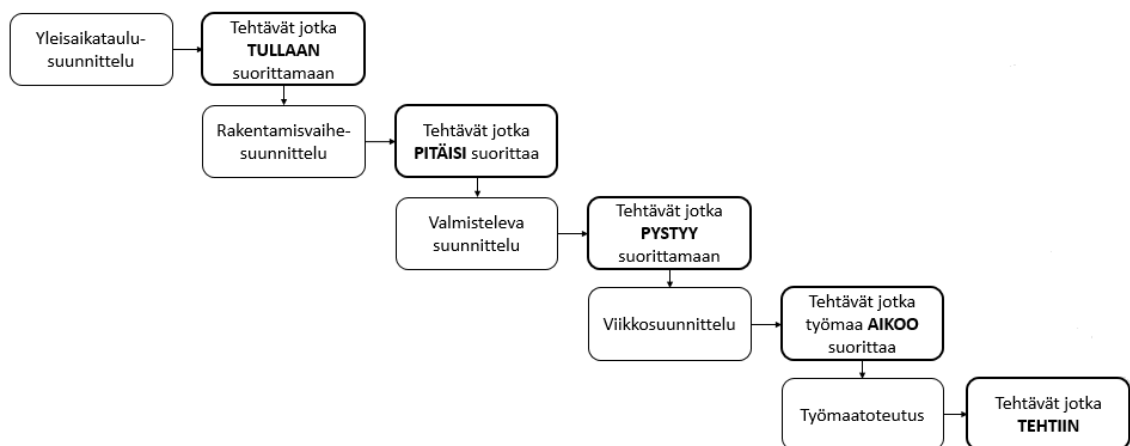 Yleisaikataulu-
suunnittelu
Tehtävät jotka
TULLAAN
suorittamaan
Rakentamisvaihe-
suunnittelu
Tehtävät jotka
PITÄISI suorittaa
Valmisteleva
suunnittelu
Tehtävät jotka
PYSTYY
suorittamaan
Viikkosuunnittelu
Tehtävät jotka
työmaa AIKOO
suorittaa
Työmaatoteutus
Tehtävät jotka
TEHTIIN